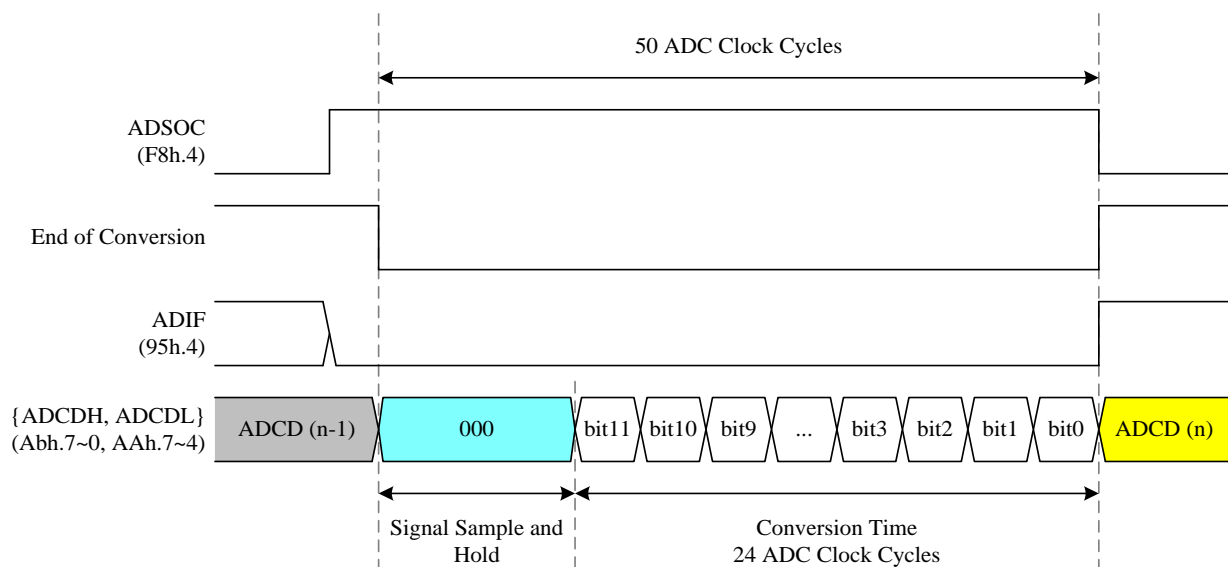 50 ADC Clock Cycles
ADSOC
(F8h.4)
End of Conversion
ADIF
(95h.4)
{ADCDH, ADCDL}
(Abh.7~0, AAh.7~4)
ADCD (n-1)
000
bit11
bit10
bit9
...
bit3
bit2
bit1
bit0
ADCD (n)
Signal Sample and
Hold
Conversion Time
24 ADC Clock Cycles